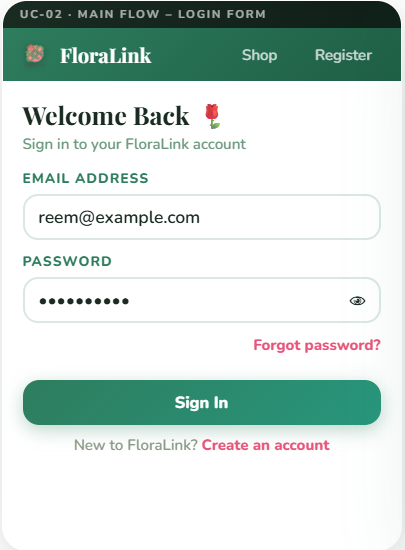 UC-02 · MAIN FLOW – LOGIN FORM
FloraLink Shop Register
Welcome Back
Sign in to your FloraLink account
EMAIL ADDRESS
reem@example.com
PASSWORD
••••••••••
Forgot password?
Sign In
New to FloraLink? Create an account